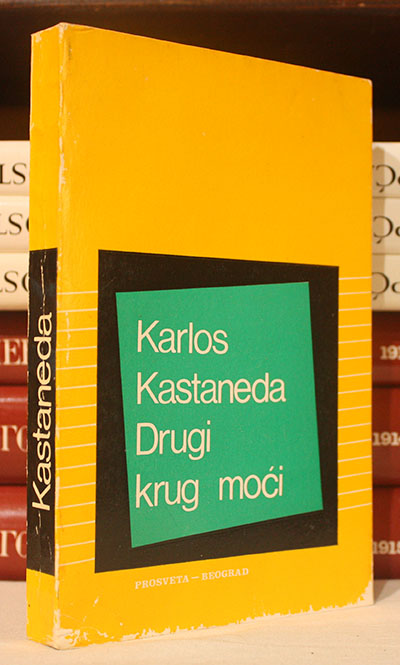 Karlos
Kastaneda
Drugi
krug moći
PROSVETA — BEOGRAD
Kastaneda